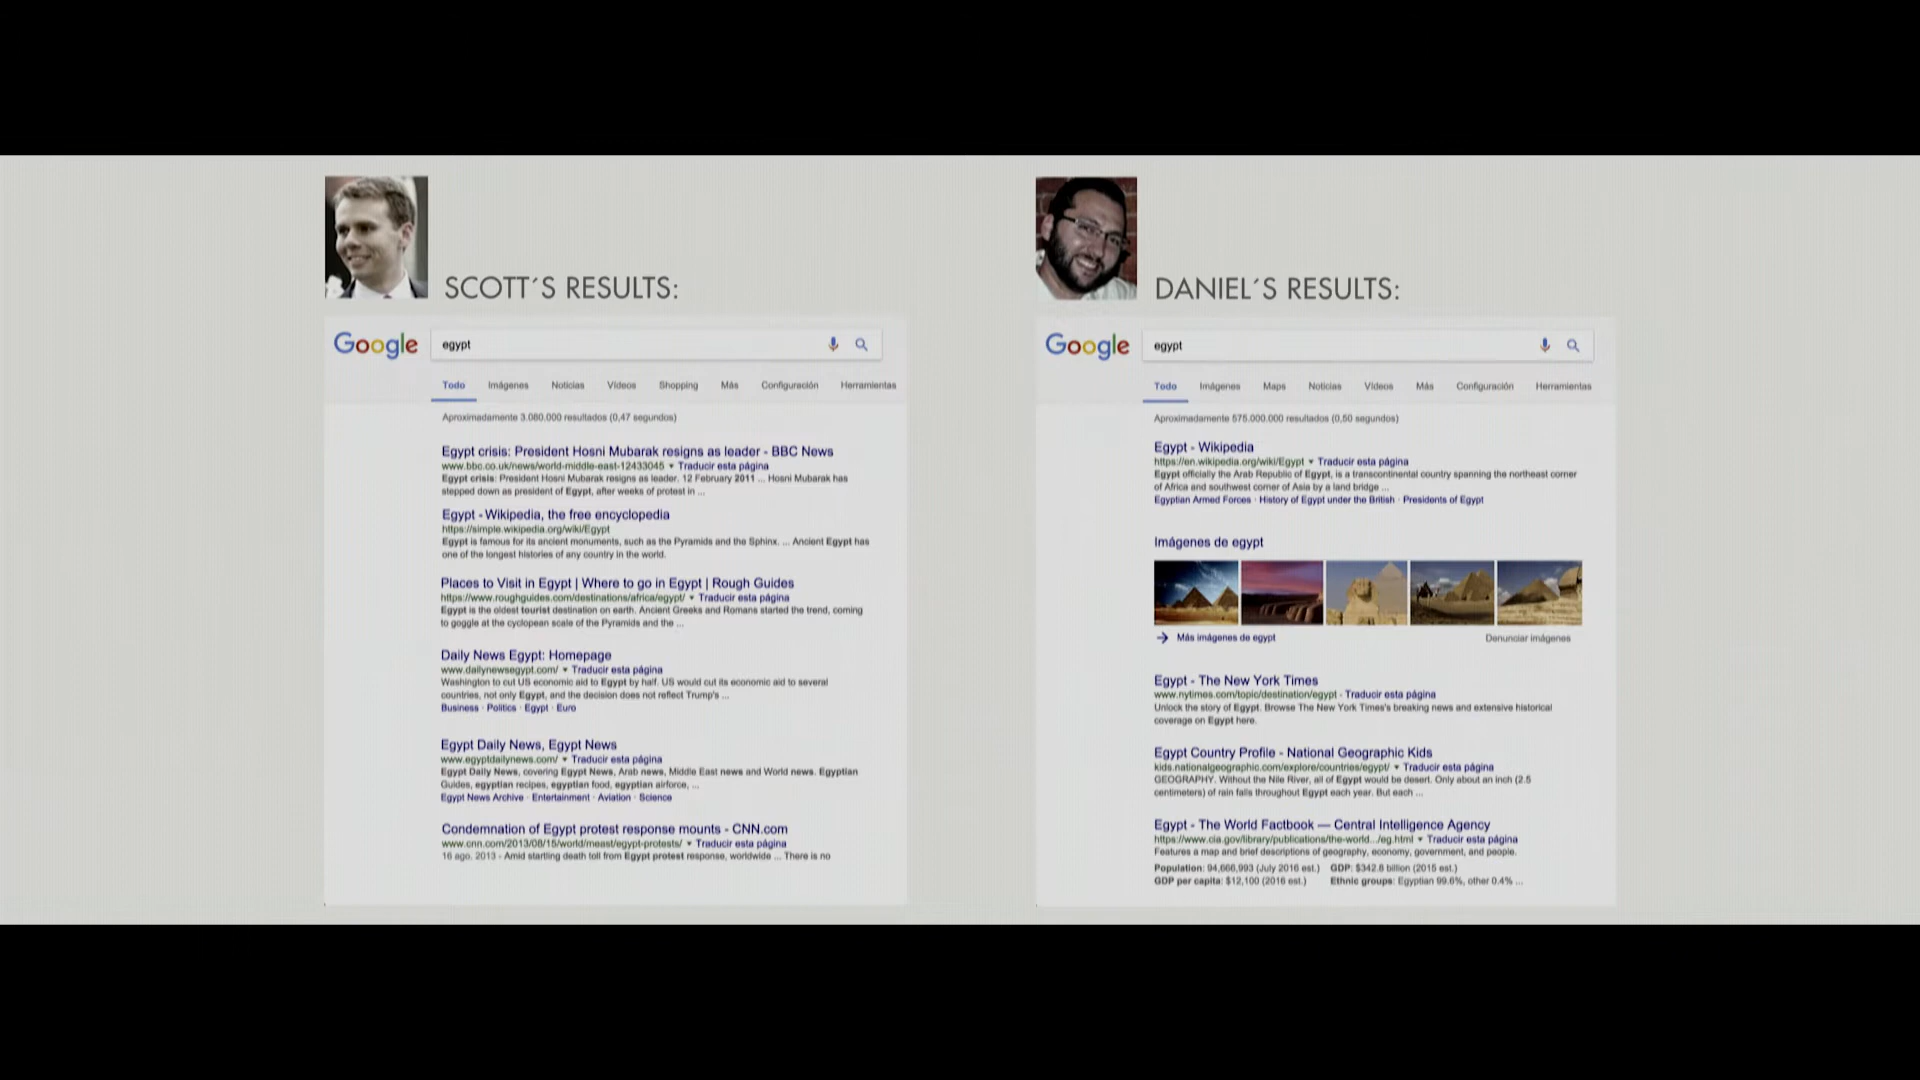 SCOTT´S RESULTS:
Google
egypt
Todo Imágenes Noticias Vídeos Shopping Más Configuración Herramientas
Aproximadamente 3.080.000 resultados (0,47 segundos)
Egypt crisis: President Hosni Mubarak resigns as leader - BBC News
www.bbc.co.uk/news/world-middle-east-12433045 ▾ Traducir esta página
Egypt crisis: President Hosni Mubarak resigns as leader. 12 February 2011 ... Hosni Mubarak has
stepped down as president of Egypt, after weeks of protest in ...
Egypt - Wikipedia, the free encyclopedia
https://simple.wikipedia.org/wiki/Egypt
Egypt is famous for its ancient monuments, such as the Pyramids and the Sphinx. ... Ancient Egypt has
one of the longest histories of any country in the world.
Places to Visit in Egypt | Where to go in Egypt | Rough Guides
https://www.roughguides.com/destinations/africa/egypt/ ▾ Traducir esta página
Egypt is the oldest tourist destination on earth. Ancient Greeks and Romans started the trend, coming
to goggle at the cyclopean scale of the Pyramids and the ...
Daily News Egypt: Homepage
www.dailynewsegypt.com/ ▾ Traducir esta página
Washington to cut US economic aid to Egypt by half. US would cut its economic aid to several
countries, not only Egypt, and the decision does not reflect Trump's ...
Business · Politics · Egypt · Euro
Egypt Daily News, Egypt News
www.egyptdailynews.com/ ▾ Traducir esta página
Egypt Daily News, covering Egypt News, Arab news, Middle East news and World news. Egyptian
Guides, egyptian recipes, egyptian food, egyptian airforce, ...
Egypt News Archive · Entertainment · Aviation · Science
Condemnation of Egypt protest response mounts - CNN.com
www.cnn.com/2013/08/15/world/meast/egypt-protests/ ▾ Traducir esta página
16 ago. 2013 - Amid startling death toll from Egypt protest response, worldwide ... There is no
DANIEL´S RESULTS:
Google
egypt
Todo Imágenes Maps Noticias Vídeos Más Configuración Herramientas
Aproximadamente 575.000.000 resultados (0,50 segundos)
Egypt - Wikipedia
https://en.wikipedia.org/wiki/Egypt ▾ Traducir esta página
Egypt officially the Arab Republic of Egypt, is a transcontinental country spanning the northeast corner
of Africa and southwest corner of Asia by a land bridge ...
Egyptian Armed Forces · History of Egypt under the British · Presidents of Egypt
Imágenes de egypt
→ Más imágenes de egypt Denunciar imágenes
Egypt - The New York Times
www.nytimes.com/topic/destination/egypt - Traducir esta página
Unlock the story of Egypt. Browse The New York Times's breaking news and extensive historical
coverage on Egypt here.
Egypt Country Profile - National Geographic Kids
kids.nationalgeographic.com/explore/countries/egypt/ ▾ Traducir esta página
GEOGRAPHY. Without the Nile River, all of Egypt would be desert. Only about an inch (2.5
centimeters) of rain falls throughout Egypt each year. But each ...
Egypt - The World Factbook — Central Intelligence Agency
https://www.cia.gov/library/publications/the-world.../eg.html ▾ Traducir esta página
Features a map and brief descriptions of geography, economy, government, and people.
Population: 94,666,993 (July 2016 est.) GDP: $342.8 billion (2015 est.)
GDP per capita: $12,100 (2016 est.) Ethnic groups: Egyptian 99.6%, other 0.4% ...